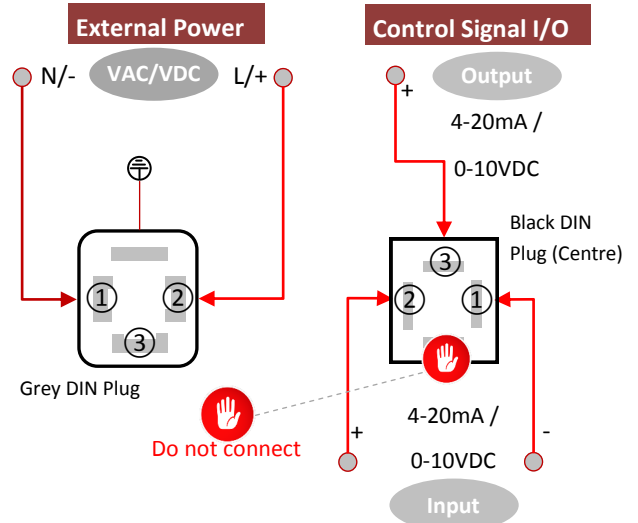 External Power
N/-
VAC/VDC
L/+
1
2
3
Grey DIN Plug
Do not connect
Control Signal I/O
+
Output
4-20mA /
0-10VDC
Black DIN
Plug (Centre)
3
2
1
+
4-20mA /
-
0-10VDC
Input